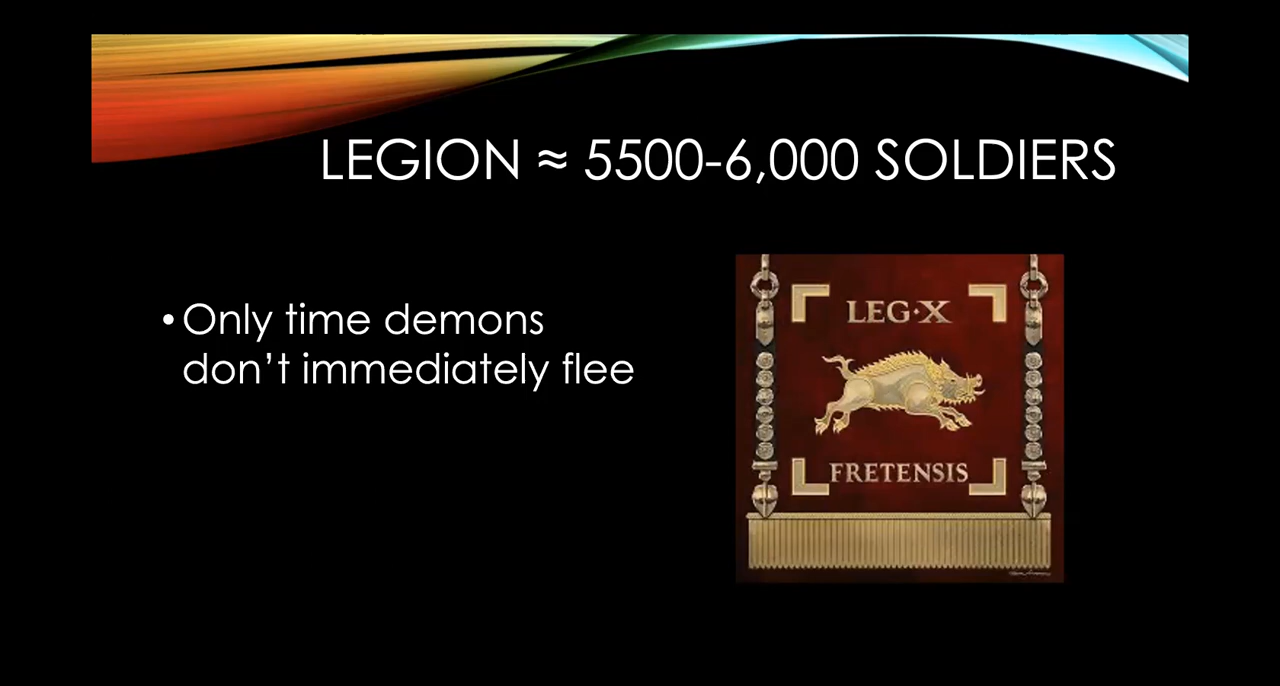 LEGION ≈ 5500-6,000 SOLDIERS
• Only time demons
don’t immediately flee
LEG·X
FRETENSIS